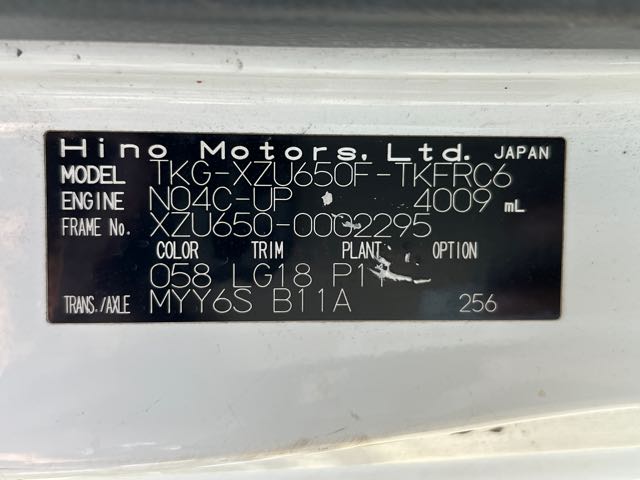 Hino Motors, Ltd. JAPAN
MODEL TKG-XZU650F-TKFRC6
ENGINE N04C-UP 4009 mL
FRAME No. XZU650-0002295
COLOR TRIM PLANT OPTION
058 LG18 P11
TRANS./AXLE MYY6S B11A 256